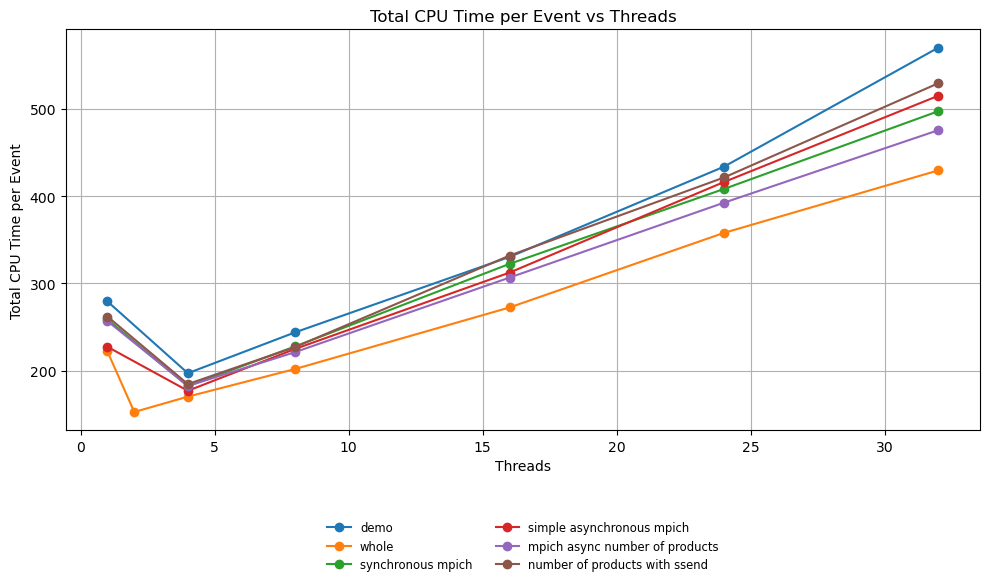 Total CPU Time per Event vs Threads
Total CPU Time per Event
500
400
300
200
0 5 10 15 20 25 30
Threads
demo
whole
synchronous mpich
simple asynchronous mpich
mpich async number of products
number of products with ssend